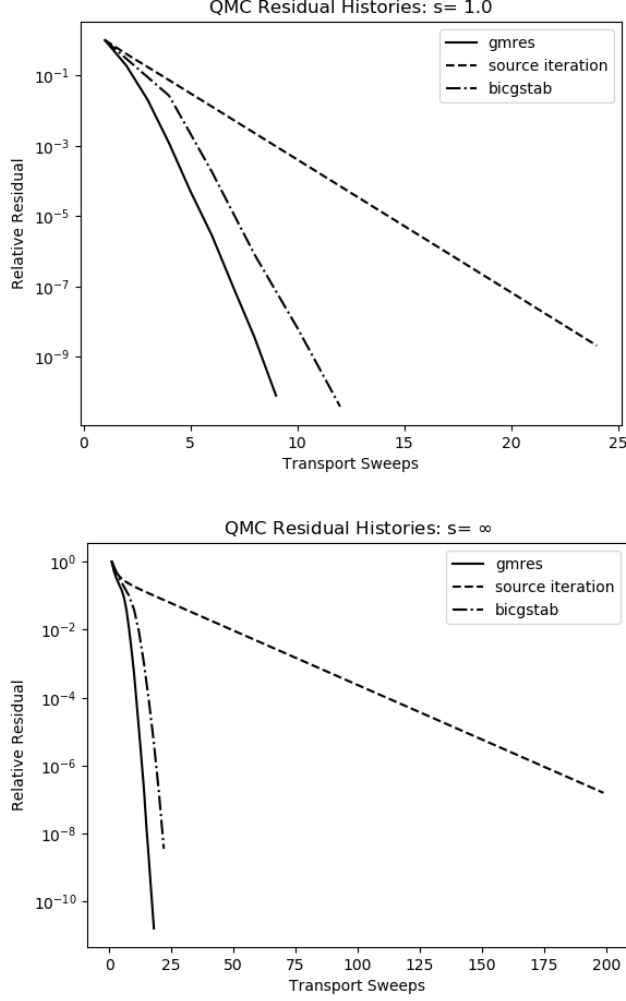 QMC Residual Histories: s= 1.0
gmres
source iteration
bicgstab
10⁻¹
10⁻³
10⁻⁵
10⁻⁷
10⁻⁹
Relative Residual
0 5 10 15 20 25
Transport Sweeps
QMC Residual Histories: s= ∞
gmres
source iteration
bicgstab
10⁰
10⁻²
10⁻⁴
10⁻⁶
10⁻⁸
10⁻¹⁰
Relative Residual
0 25 50 75 100 125 150 175 200
Transport Sweeps